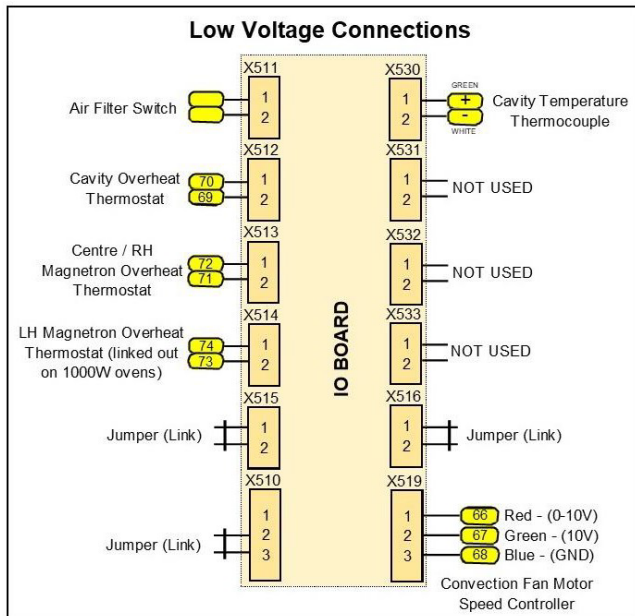 Low Voltage Connections
X511
1
2
Air Filter Switch
X512
1
2
70
69
Cavity Overheat
Thermostat
X513
1
2
72
71
Centre / RH
Magnetron Overheat
Thermostat
X514
1
2
74
73
LH Magnetron Overheat
Thermostat (linked out
on 1000W ovens)
X515
1
2
Jumper (Link)
X510
1
2
3
Jumper (Link)
IO BOARD
X530
1
2
GREEN
+
-
WHITE
Cavity Temperature
Thermocouple
X531
1
2
NOT USED
X532
1
2
NOT USED
X533
1
2
NOT USED
X516
1
2
Jumper (Link)
X519
1
2
3
66 Red - (0-10V)
67 Green - (10V)
68 Blue - (GND)
Convection Fan Motor
Speed Controller